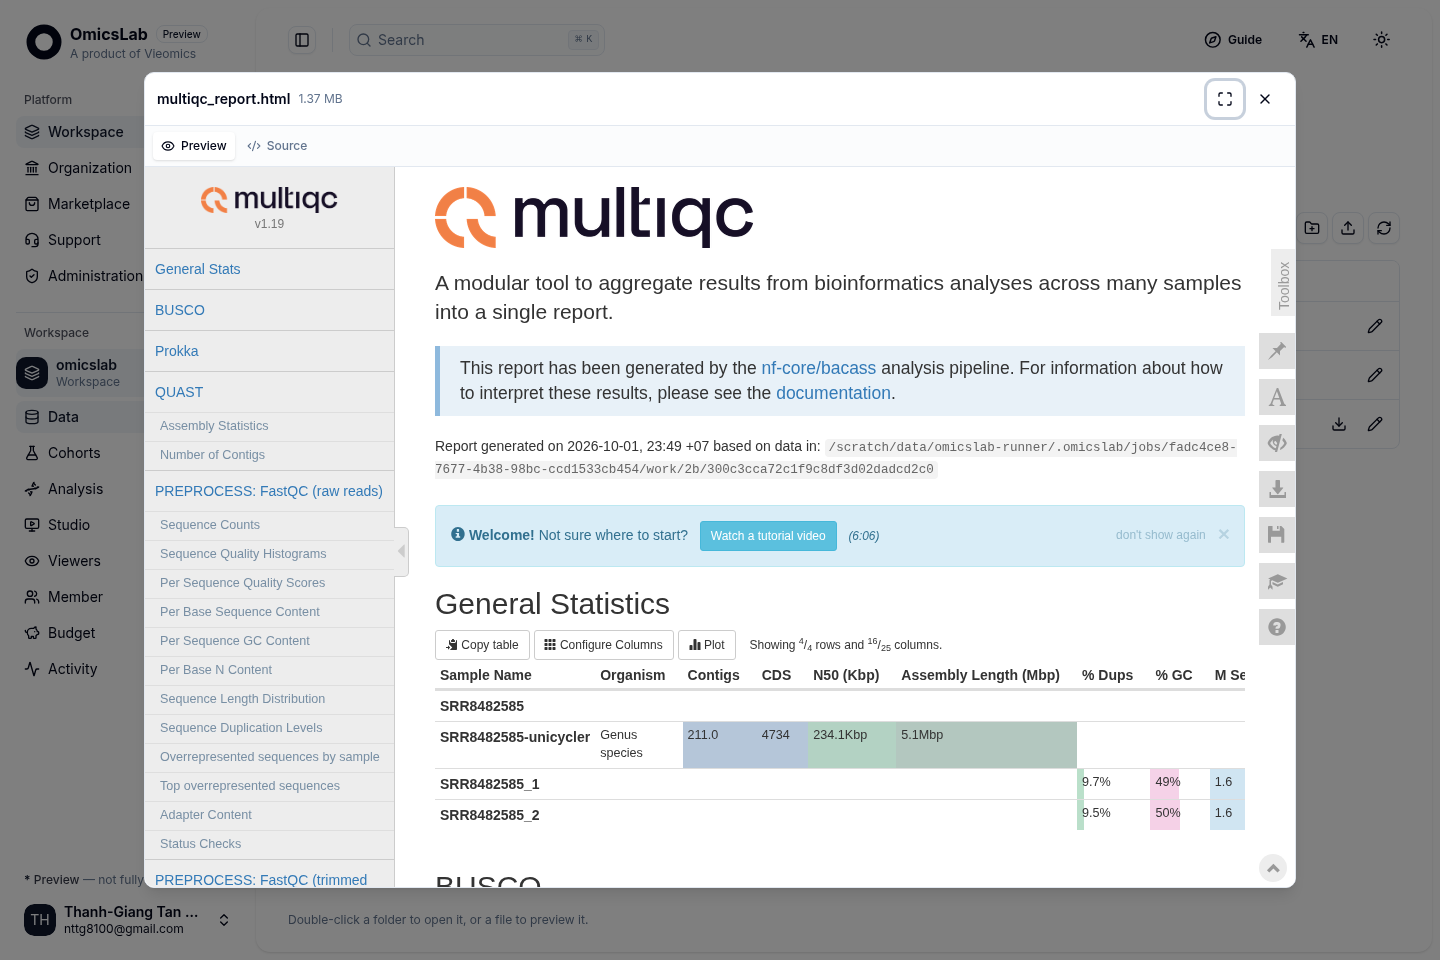 OmicsLab Preview
A product of Vieomics
Search ⌘ K
Guide
EN
Platform
Workspace
Organization
Marketplace
Support
Administration
Workspace
omicslab
Workspace
Data
Cohorts
Analysis
Studio
Viewers
Member
Budget
Activity
* Preview — not fully
TH
Thanh-Giang Tan ...
nttg8100@gmail.com
multiqc_report.html 1.37 MB
Preview
Source
multiqc
v1.19
General Stats
BUSCO
Prokka
QUAST
Assembly Statistics
Number of Contigs
PREPROCESS: FastQC (raw reads)
Sequence Counts
Sequence Quality Histograms
Per Sequence Quality Scores
Per Base Sequence Content
Per Sequence GC Content
Per Base N Content
Sequence Length Distribution
Sequence Duplication Levels
Overrepresented sequences by sample
Top overrepresented sequences
Adapter Content
Status Checks
PREPROCESS: FastQC (trimmed
multiqc
A modular tool to aggregate results from bioinformatics analyses across many samples
into a single report.
This report has been generated by the nf-core/bacass analysis pipeline. For information about how
to interpret these results, please see the documentation.
Report generated on 2026-10-01, 23:49 +07 based on data in: /scratch/data/omicslab-runner/.omicslab/jobs/fadc4ce8-
7677-4b38-98bc-ccd1533cb454/work/2b/300c3cca72c1f9c8df3d02dadcd2c0
Welcome! Not sure where to start? Watch a tutorial video (6:06) don't show again ×
General Statistics
Copy table Configure Columns Plot Showing 4/4 rows and 16/25 columns.
Sample Name Organism Contigs CDS N50 (Kbp) Assembly Length (Mbp) % Dups % GC M Se
SRR8482585
SRR8482585-unicycler Genus species 211.0 4734 234.1Kbp 5.1Mbp
SRR8482585_1 9.7% 49% 1.6
SRR8482585_2 9.5% 50% 1.6
BUSCO
Toolbox
Double-click a folder to open it, or a file to preview it.